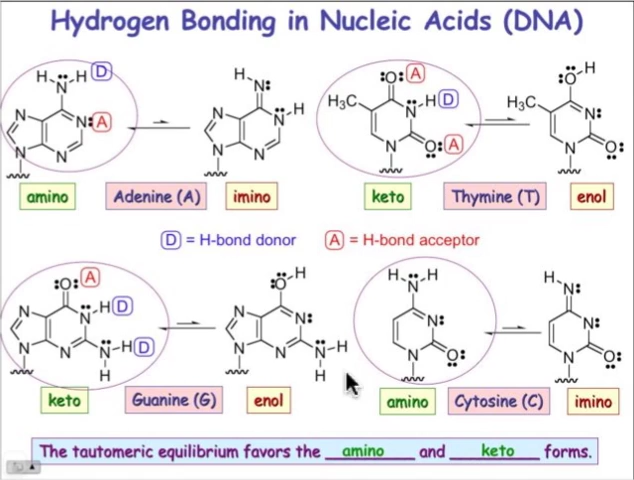 Hydrogen Bonding in Nucleic Acids (DNA)
H H D
N
N N A
N N
amino
H
N
N N H
N N
imino
Adenine (A)
O A
H3C N H D
N O A
keto
O H
H3C N
N O
enol
Thymine (T)
D = H-bond donor A = H-bond acceptor
O A
N N H D
N N N H D
H
keto
Guanine (G)
O H
N N
N N N H
H
enol
H N H
N
N O
amino
Cytosine (C)
H
N
N
N O
imino
The tautomeric equilibrium favors the amino and keto forms.